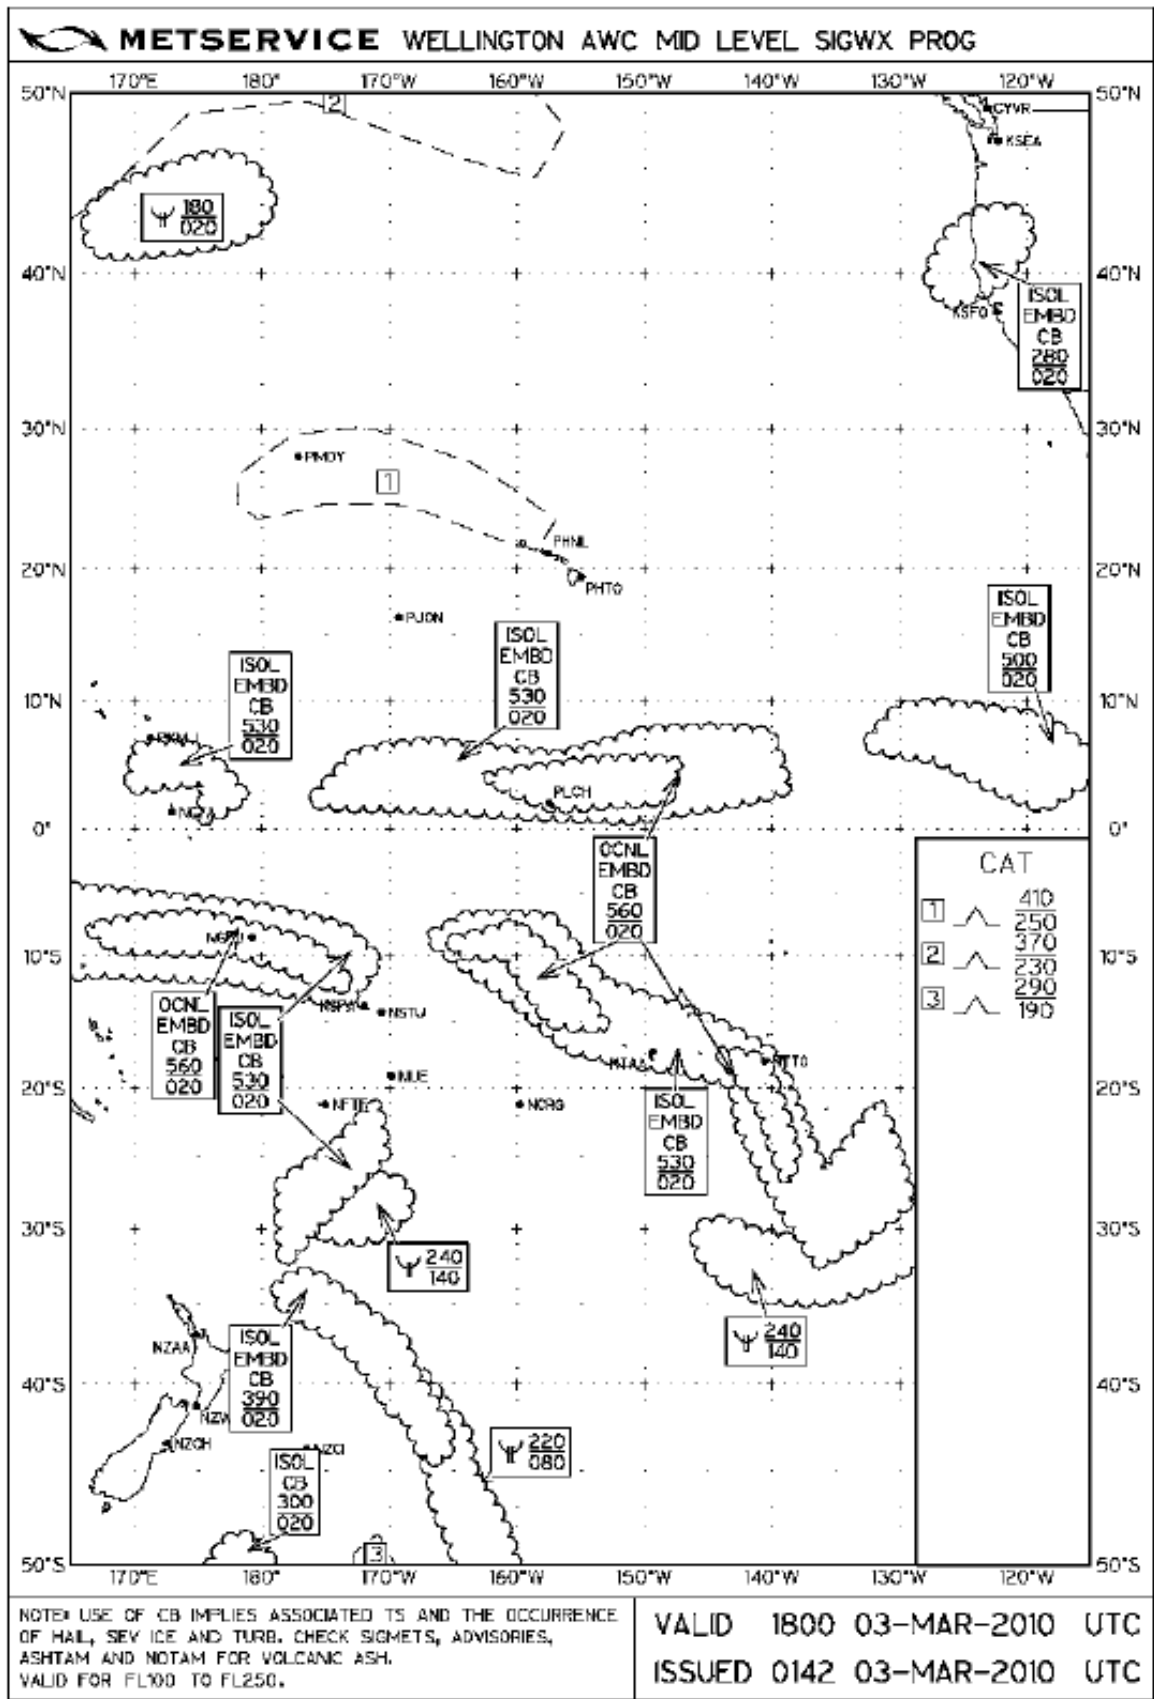 METSERVICE WELLINGTON AWC MID LEVEL SIGWX PROG
170°E 180° 170°W 160°W 150°W 140°W 130°W 120°W
50°N 50°N
2
CYVR
KSEA
180
020
40°N 40°N
ISOL
EMBD
CB
280
020
KSFO
30°N 30°N
PMDY
1
PHNL
20°N 20°N
PHTO
PJON
ISOL
EMBD
CB
500
020
ISOL
EMBD
CB
530
020
ISOL
EMBD
CB
530
020
10°N 10°N
PLCH
0° 0°
OCNL
EMBD
CB
560
020
CAT
1 410
250
2 370
230
3 290
190
10°S 10°S
NSTU
OCNL
EMBD
CB
560
020
ISOL
EMBD
CB
530
020
NIUE
20°S 20°S
NCRG
ISOL
EMBD
CB
530
020
30°S 30°S
240
140
240
140
NZAA
ISOL
EMBD
CB
390
020
40°S 40°S
NZCH
220
080
ISOL
CB
300
020
3
50°S 50°S
170°E 180° 170°W 160°W 150°W 140°W 130°W 120°W
NOTE: USE OF CB IMPLIES ASSOCIATED TS AND THE OCCURRENCE
OF HAIL, SEV ICE AND TURB. CHECK SIGMETS, ADVISORIES,
ASHTAM AND NOTAM FOR VOLCANIC ASH.
VALID FOR FL100 TO FL250.
VALID 1800 03-MAR-2010 UTC
ISSUED 0142 03-MAR-2010 UTC